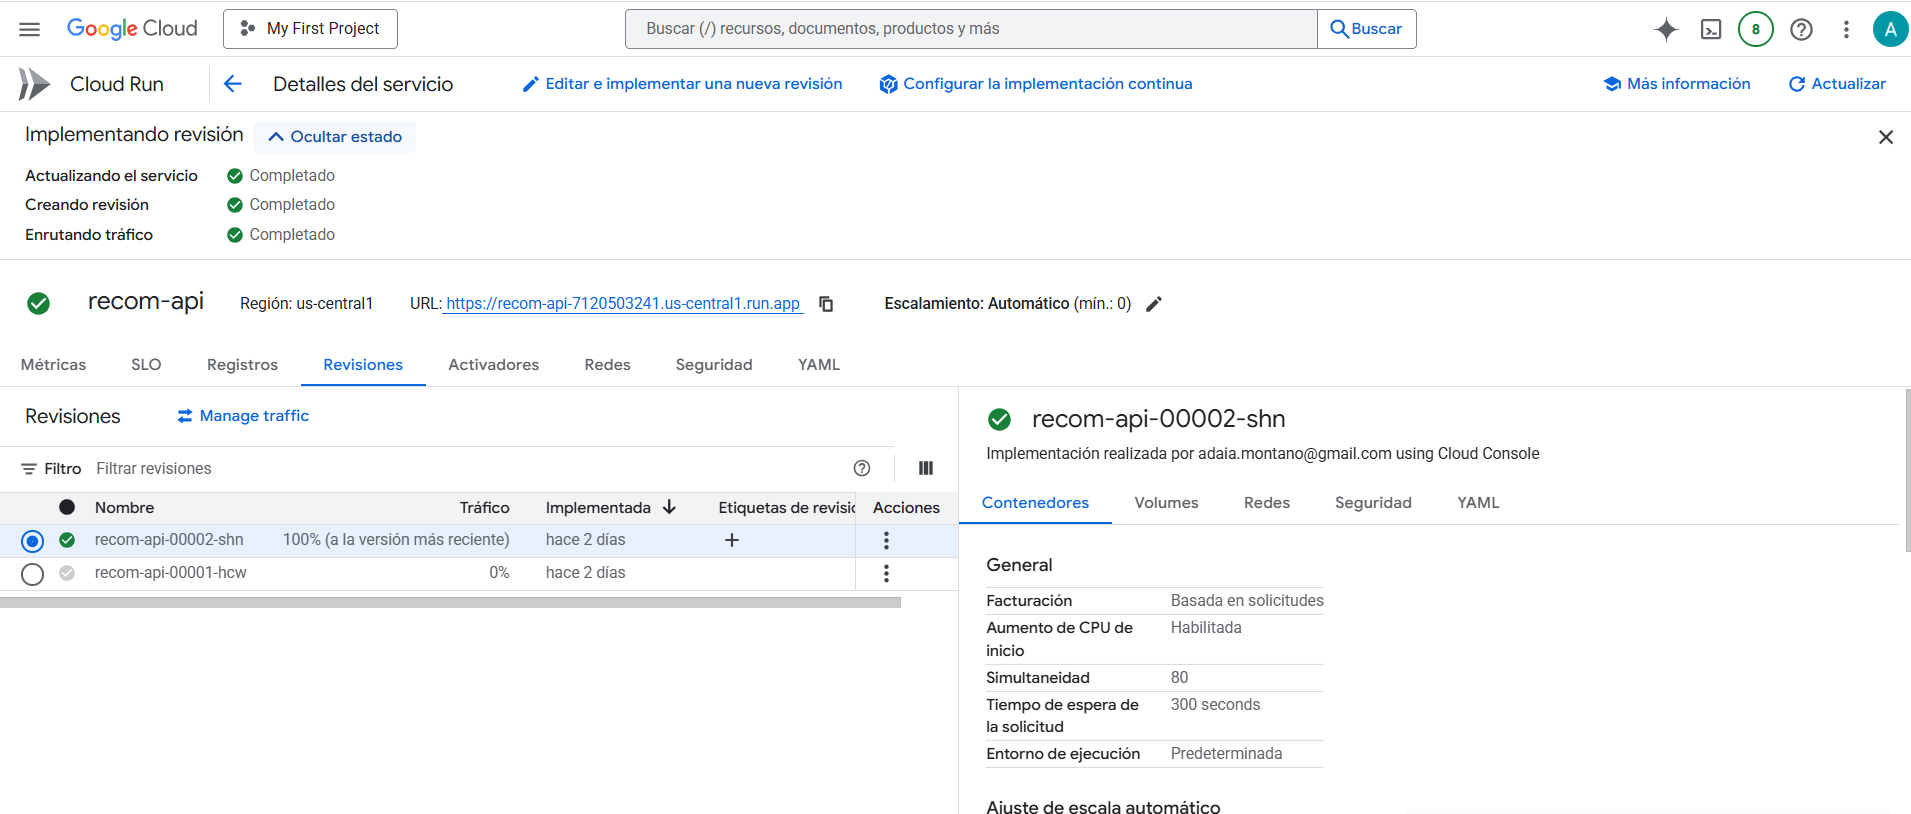 Google Cloud
My First Project
Buscar (/) recursos, documentos, productos y más
Buscar
8
A
Cloud Run
Detalles del servicio
Editar e implementar una nueva revisión
Configurar la implementación continua
Más información
Actualizar
Implementando revisión
Ocultar estado
Actualizando el servicio Completado
Creando revisión Completado
Enrutando tráfico Completado
recom-api
Región: us-central1
URL: https://recom-api-7120503241.us-central1.run.app
Escalamiento: Automático (mín.: 0)
Métricas SLO Registros Revisiones Activadores Redes Seguridad YAML
Revisiones
Manage traffic
Filtro Filtrar revisiones
Nombre Tráfico Implementada Etiquetas de revisic Acciones
recom-api-00002-shn 100% (a la versión más reciente) hace 2 días
recom-api-00001-hcw 0% hace 2 días
recom-api-00002-shn
Implementación realizada por adaia.montano@gmail.com using Cloud Console
Contenedores Volumes Redes Seguridad YAML
General
Facturación Basada en solicitudes
Aumento de CPU de Habilitada
inicio
Simultaneidad 80
Tiempo de espera de 300 seconds
la solicitud
Entorno de ejecución Predeterminada
Ajuste de escala automático